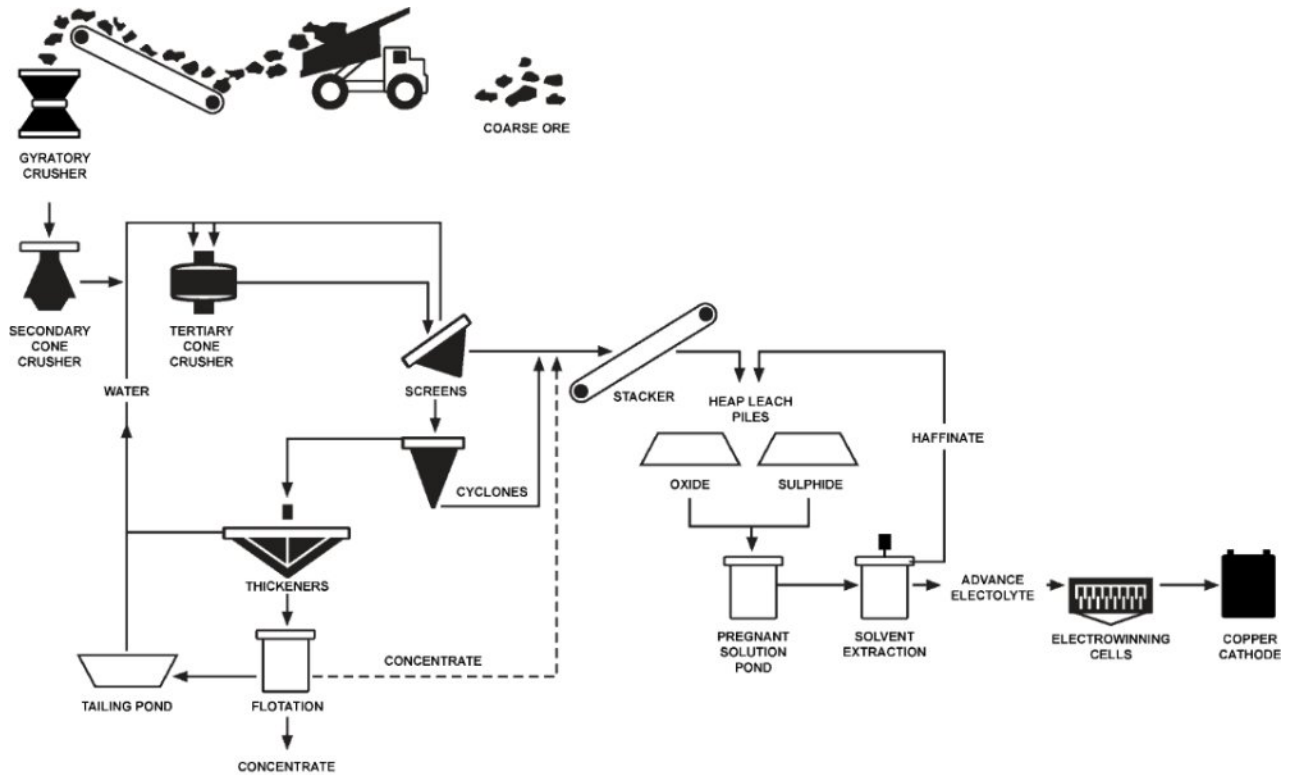 COARSE ORE
GYRATORY
CRUSHER
SECONDARY
CONE
CRUSHER
TERTIARY
CONE
CRUSHER
WATER
SCREENS
STACKER
HEAP LEACH
PILES
HAFFINATE
OXIDE
SULPHIDE
CYCLONES
THICKENERS
PREGNANT
SOLUTION
POND
SOLVENT
EXTRACTION
ADVANCE
ELECTOLYTE
ELECTROWINNING
CELLS
COPPER
CATHODE
CONCENTRATE
TAILING POND
FLOTATION
CONCENTRATE